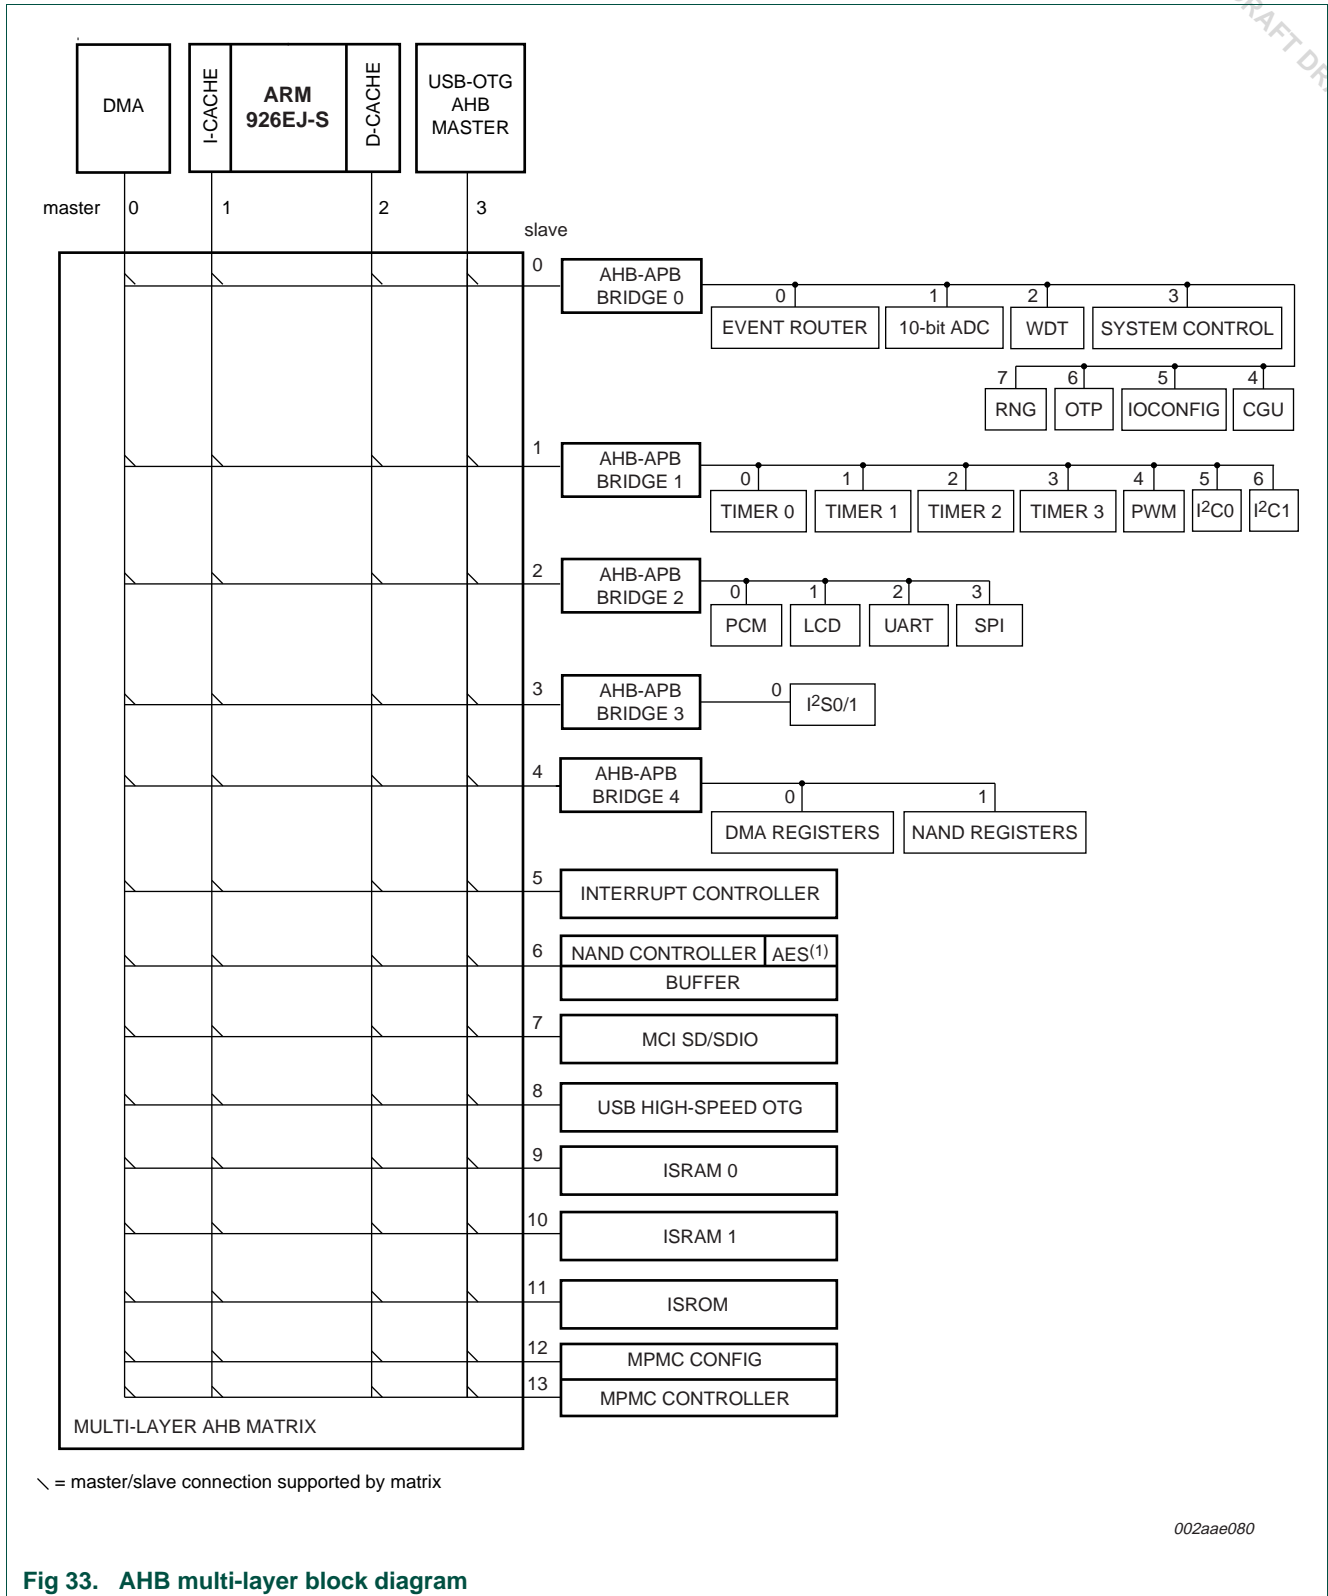 DRAFT DRA
DMA
I-CACHE
ARM
926EJ-S
D-CACHE
USB-OTG
AHB
MASTER
master 0 1 2 3
slave
0
AHB-APB
BRIDGE 0
0 1 2 3
EVENT ROUTER 10-bit ADC WDT SYSTEM CONTROL
7 6 5 4
RNG OTP IOCONFIG CGU
1
AHB-APB
BRIDGE 1
0 1 2 3 4 5 6
TIMER 0 TIMER 1 TIMER 2 TIMER 3 PWM I2C0 I2C1
2
AHB-APB
BRIDGE 2
0 1 2 3
PCM LCD UART SPI
3
AHB-APB
BRIDGE 3
0
I2S0/1
4
AHB-APB
BRIDGE 4
0 1
DMA REGISTERS NAND REGISTERS
5
INTERRUPT CONTROLLER
6
NAND CONTROLLER AES(1)
BUFFER
7
MCI SD/SDIO
8
USB HIGH-SPEED OTG
9
ISRAM 0
10
ISRAM 1
11
ISROM
12
MPMC CONFIG
13
MPMC CONTROLLER
MULTI-LAYER AHB MATRIX
= master/slave connection supported by matrix
002aae080
Fig 33. AHB multi-layer block diagram